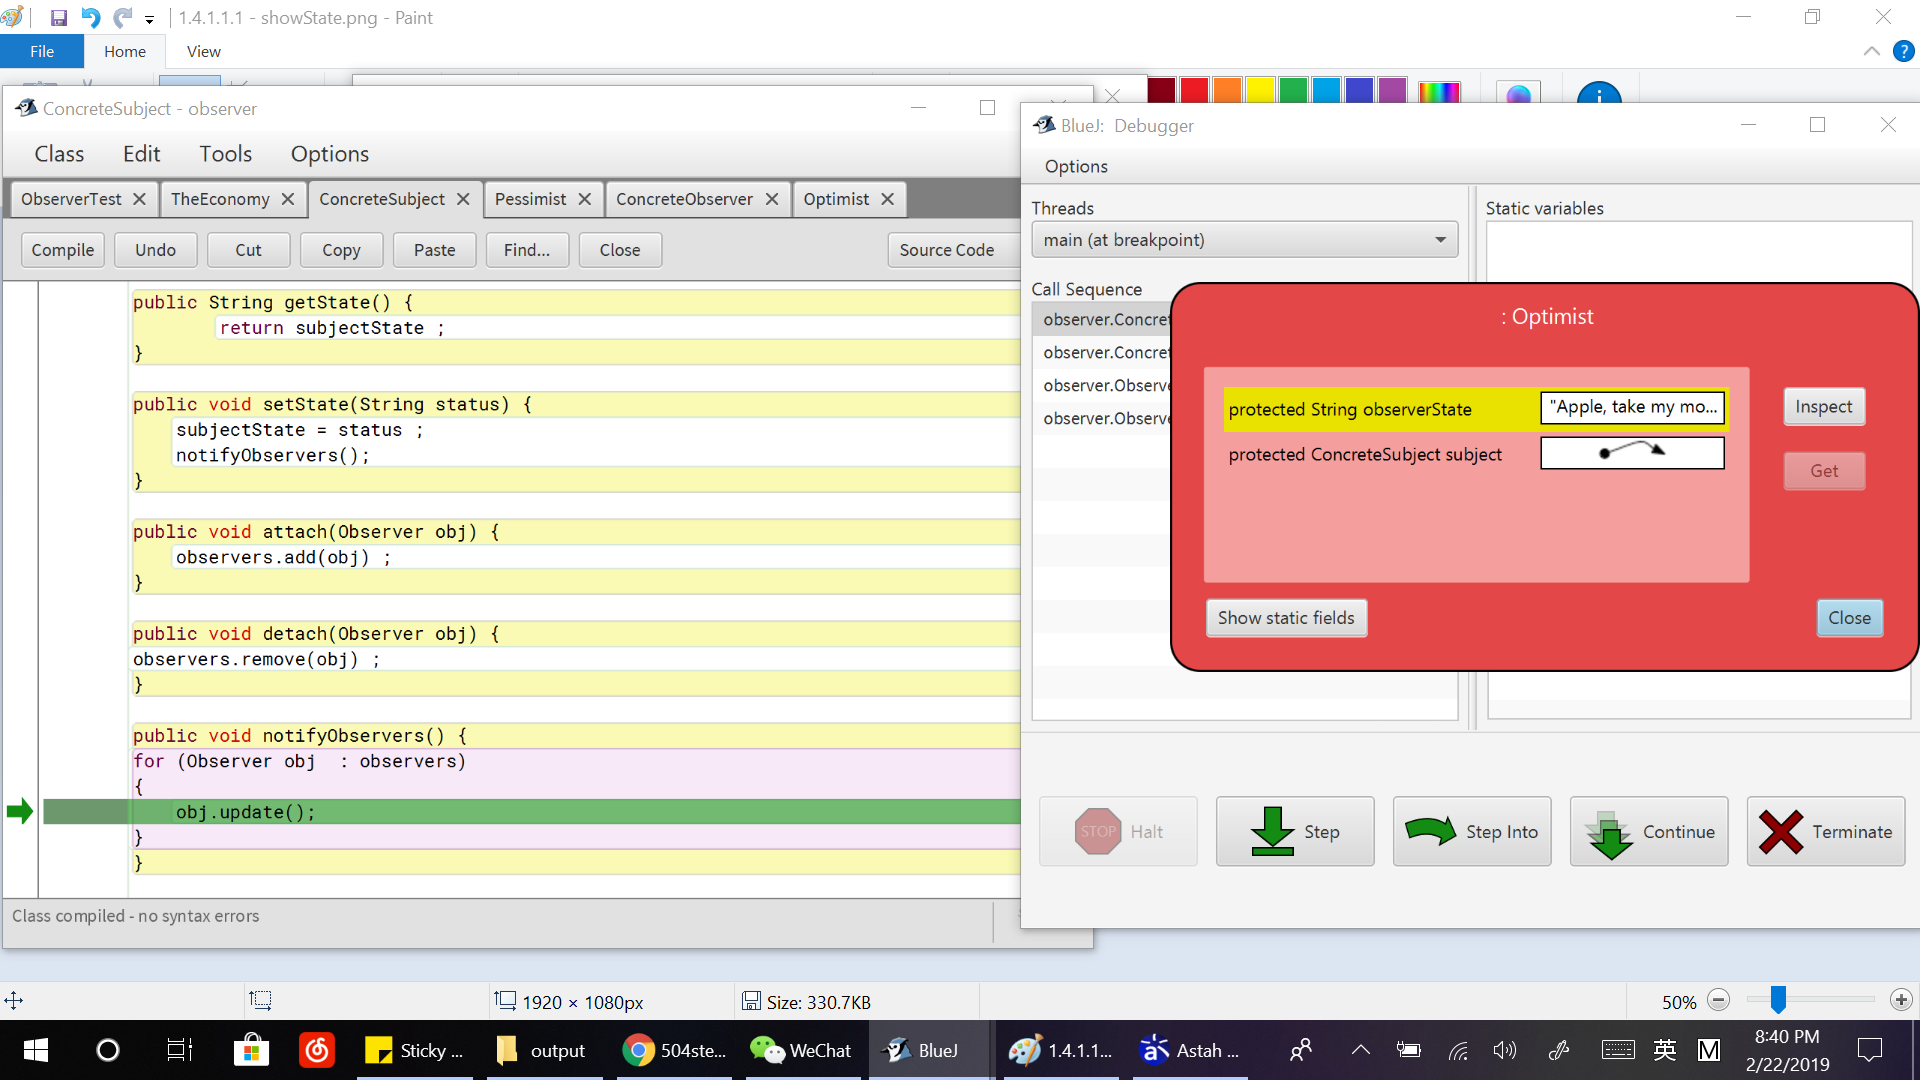 1.4.1.1.1 - showState.png - Paint
File Home View
ConcreteSubject - observer
Class Edit Tools Options
ObserverTest TheEconomy ConcreteSubject Pessimist ConcreteObserver Optimist
Compile Undo Cut Copy Paste Find... Close Source Code
public String getState() {
return subjectState ;
}
public void setState(String status) {
subjectState = status ;
notifyObservers();
}
public void attach(Observer obj) {
observers.add(obj) ;
}
public void detach(Observer obj) {
observers.remove(obj) ;
}
public void notifyObservers() {
for (Observer obj  : observers)
{
obj.update();
}
}
Class compiled - no syntax errors
BlueJ:  Debugger
Options
Threads
main (at breakpoint)
Call Sequence
observer.Concret
observer.Concret
observer.Observe
observer.Observe
Static variables
: Optimist
protected String observerState "Apple, take my mo...
protected ConcreteSubject subject
Inspect
Get
Show static fields
Close
STOP Halt Step Step Into Continue Terminate
1920 × 1080px Size: 330.7KB 50%
Sticky ... output 504ste... WeChat BlueJ 1.4.1.1... Astah ... 英 M
8:40 PM
2/22/2019